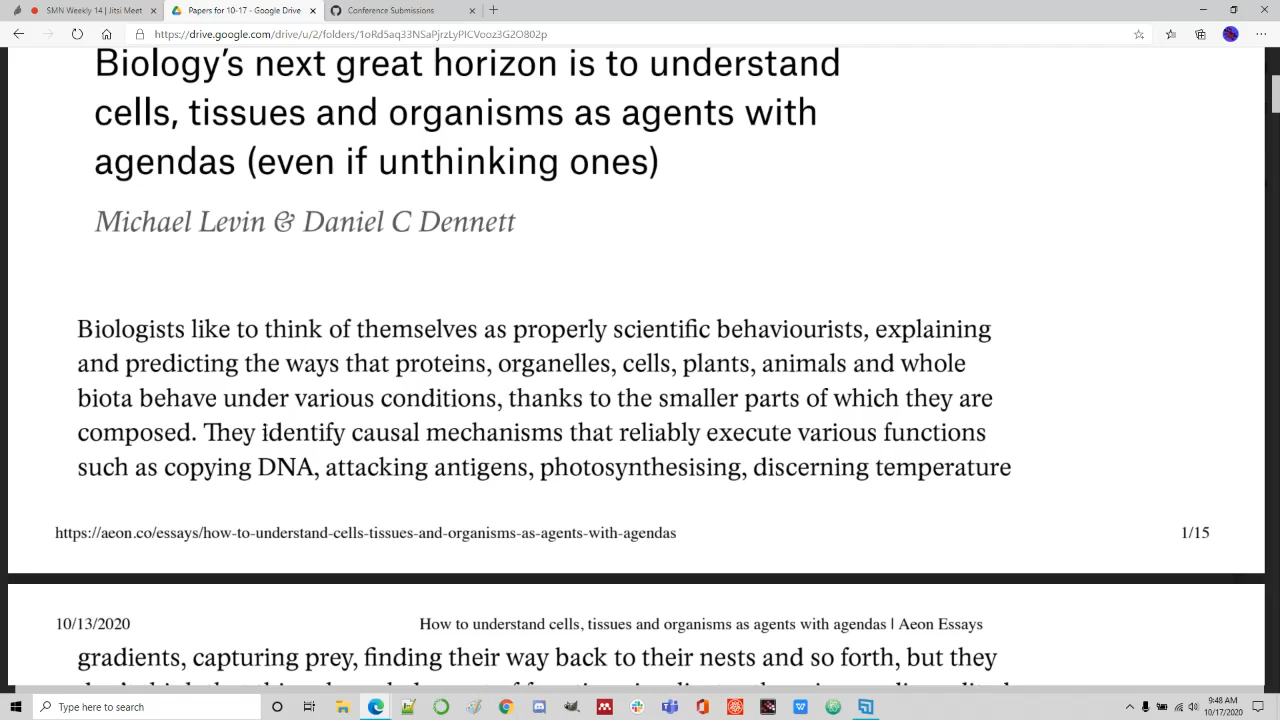 SMN Weekly 14 Jitsi Meet
Papers for 10-17 - Google Drive
Conference Submissions
https://drive.google.com/drive/u/2/folders/1oRd5aq33NSaPjrzLyPICVooz3G2OC02p
Biology's next great horizon is to understand
cells, tissues and organisms as agents with
agendas (even if unthinking ones)
Michael Levin & Daniel C Dennett
Biologists like to think of themselves as properly scientific behaviourists, explaining
and predicting the ways that proteins, organelles, cells, plants, animals and whole
biota behave under various conditions, thanks to the smaller parts of which they are
composed. They identify causal mechanisms that reliably execute various functions
such as copying DNA, attacking antigens, photosynthesising, discerning temperature
https://aeon.co/essays/how-to-understand-cells-tissues-and-organisms-as-agents-with-agendas 1/15
10/13/2020 How to understand cells, tissues and organisms as agents with agendas | Aeon Essays
gradients, capturing prey, finding their way back to their nests and so forth, but they
Type here to search
9:48 AM
10/17/2020